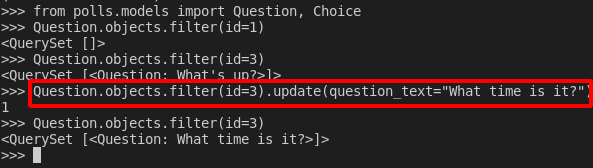 >>> from polls.models import Question, Choice
>>> Question.objects.filter(id=1)
<QuerySet []>
>>> Question.objects.filter(id=3)
<QuerySet [<Question: What's up?>]>
>>> Question.objects.filter(id=3).update(question_text="What time is it?")
1
>>> Question.objects.filter(id=3)
<QuerySet [<Question: What time is it?>]>
>>>